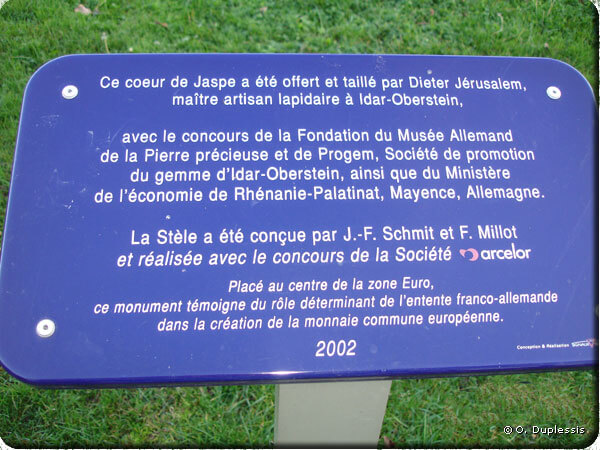 Ce coeur de Jaspe a été offert et taillé par Dieter Jérusalem,
maître artisan lapidaire à Idar-Oberstein,
avec le concours de la Fondation du Musée Allemand
de la Pierre précieuse et de Progem, Société de promotion
du gemme d'Idar-Oberstein, ainsi que du Ministère
de l'économie de Rhénanie-Palatinat, Mayence, Allemagne.
La Stèle a été conçue par J.-F. Schmit et F. Millot
et réalisée avec le concours de la Société arcelor
Placé au centre de la zone Euro,
ce monument témoigne du rôle déterminant de l'entente franco-allemande
dans la création de la monnaie commune européenne.
2002
Conception & Réalisation
© O. Duplessis